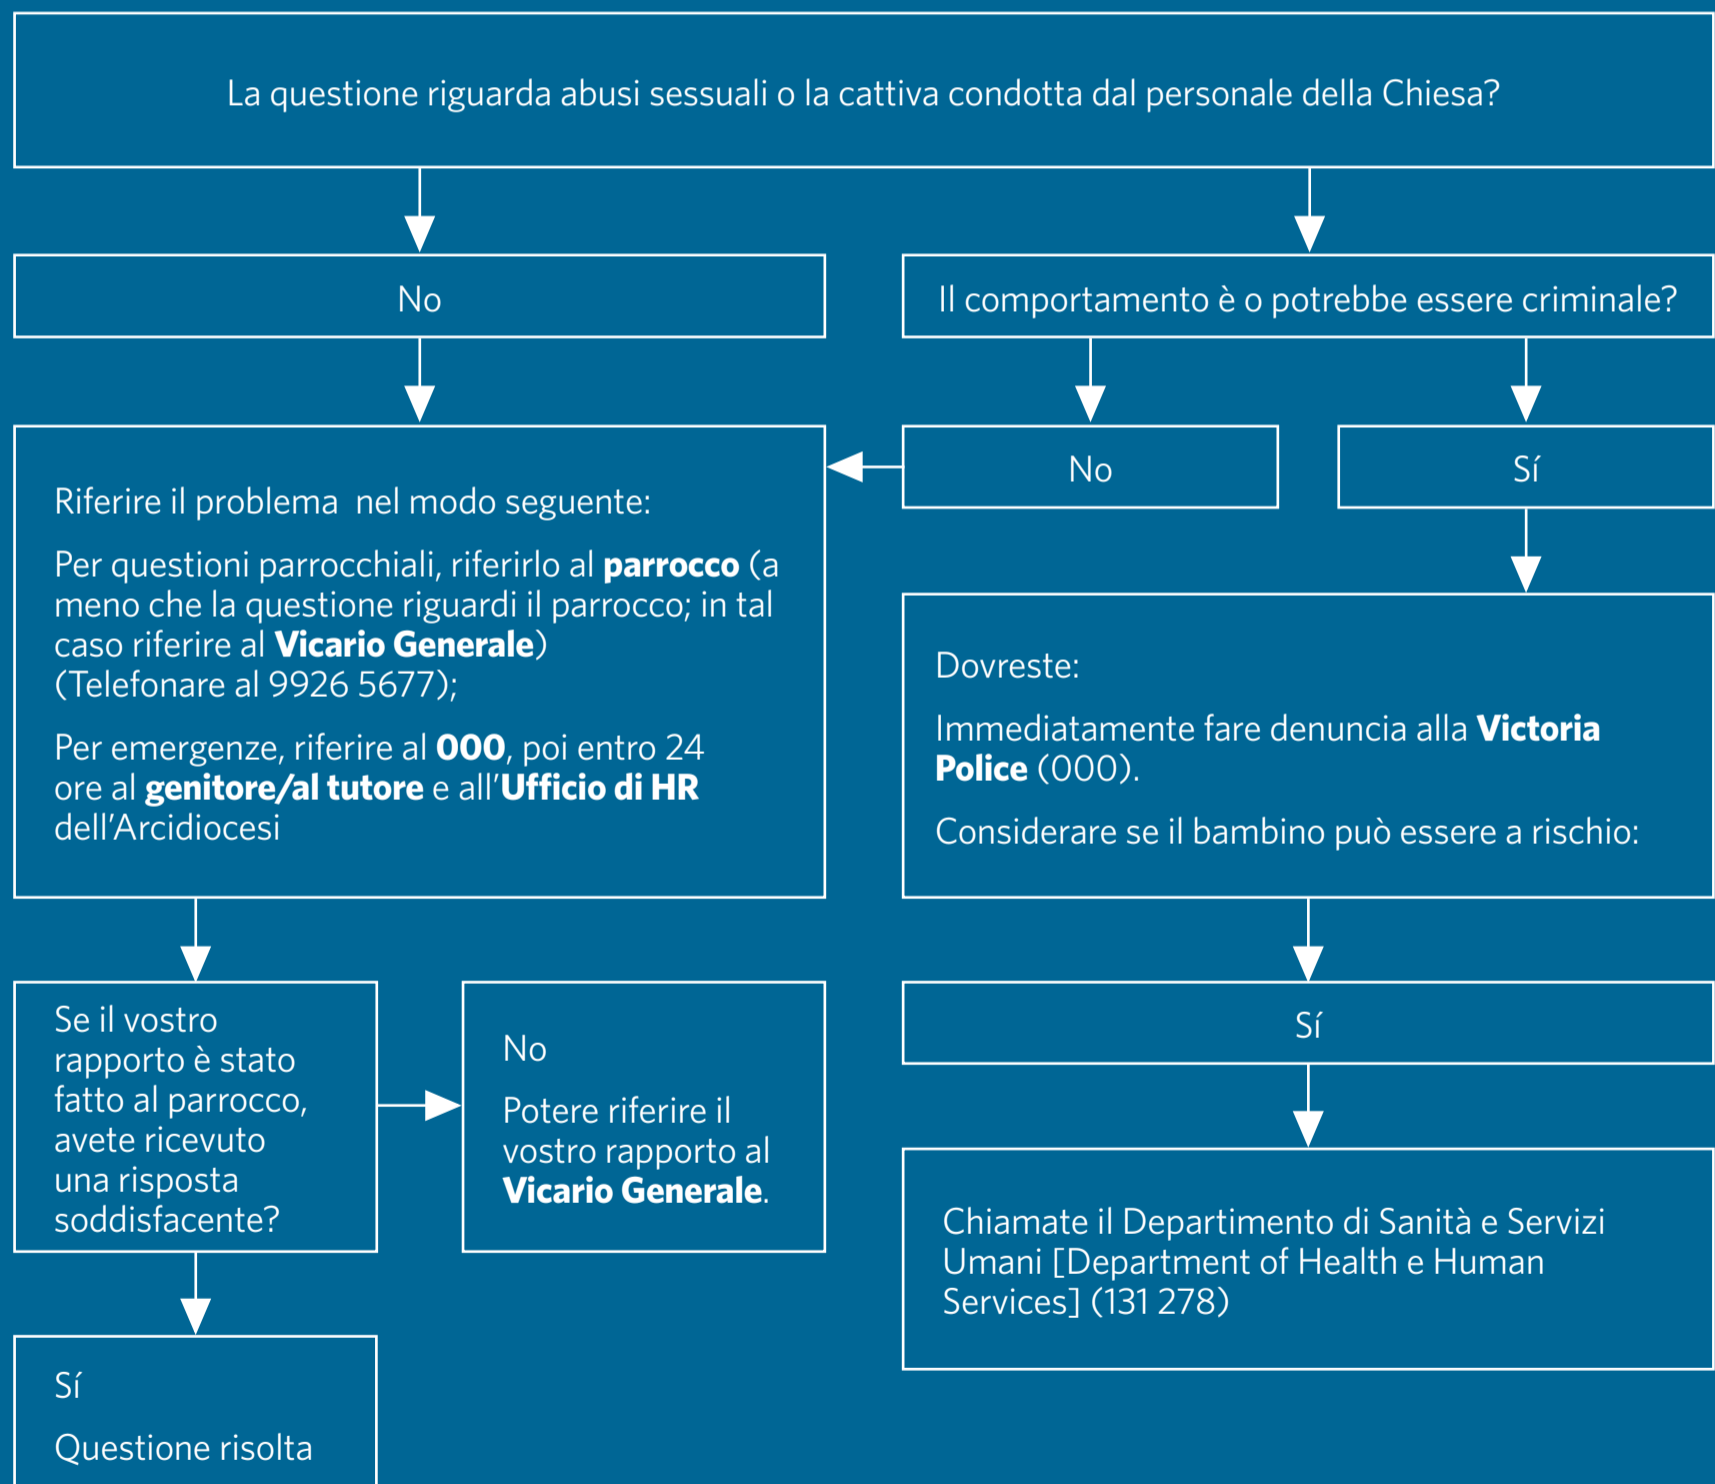 La questione riguarda abusi sessuali o la cattiva condotta dal personale della Chiesa?
No
Il comportamento è o potrebbe essere criminale?
No
Sí
Riferire il problema  nel modo seguente:
Per questioni parrocchiali, riferirlo al parrocco (a
meno che la questione riguardi il parrocco; in tal
caso riferire al Vicario Generale)
(Telefonare al 9926 5677);
Per emergenze, riferire al 000, poi entro 24
ore al genitore/al tutore e all'Ufficio di HR
dell'Arcidiocesi
Dovreste:
Immediatamente fare denuncia alla Victoria
Police (000).
Considerare se il bambino può essere a rischio:
Se il vostro
rapporto è stato
fatto al parrocco,
avete ricevuto
una risposta
soddisfacente?
No
Potere riferire il
vostro rapporto al
Vicario Generale.
Sí
Chiamate il Departimento di Sanità e Servizi
Umani [Department of Health e Human
Services] (131 278)
Sí
Questione risolta